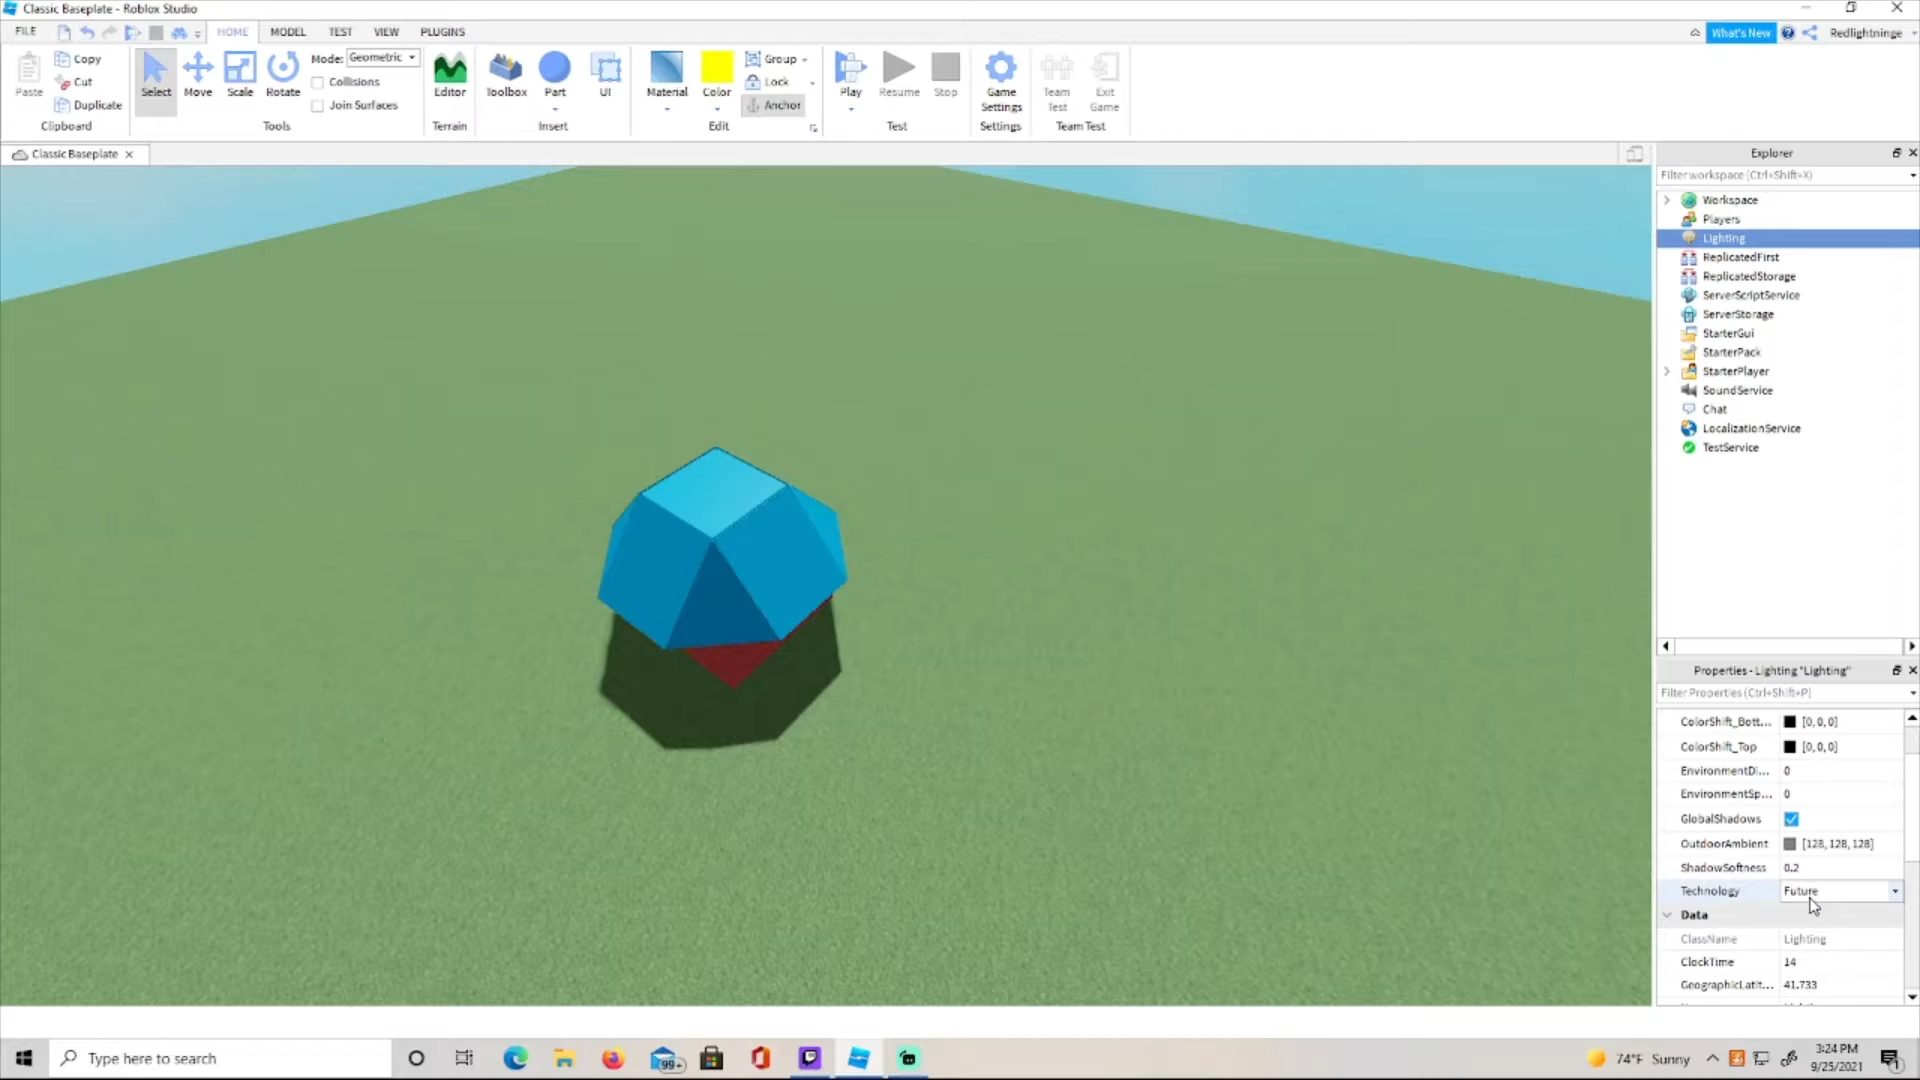 Classic Baseplate - Roblox Studio
FILE HOME MODEL TEST VIEW PLUGINS What's New Redlightninge
Paste Copy Cut Duplicate Clipboard
Select Move Scale Rotate Mode: Geometric Collisions Join Surfaces Tools
Editor Terrain
Toolbox Part UI Insert
Material Color Group Lock Anchor Edit
Play Resume Stop Test
Game Settings Settings
Team Test Exit Game Team Test
Classic Baseplate
Explorer
Filter workspace (Ctrl+Shift+X)
Workspace
Players
Lighting
ReplicatedFirst
ReplicatedStorage
ServerScriptService
ServerStorage
StarterGui
StarterPack
StarterPlayer
SoundService
Chat
LocalizationService
TestService
Properties - Lighting "Lighting"
Filter Properties (Ctrl+Shift+P)
ColorShift_Bott... [0, 0, 0]
ColorShift_Top [0, 0, 0]
EnvironmentDi... 0
EnvironmentSp... 0
GlobalShadows
OutdoorAmbient [128, 128, 128]
ShadowSoftness 0.2
Technology Future
Data
ClassName Lighting
ClockTime 14
GeographicLatit... 41.733
Type here to search 99+ 74°F Sunny 3:24 PM
9/25/2021 1